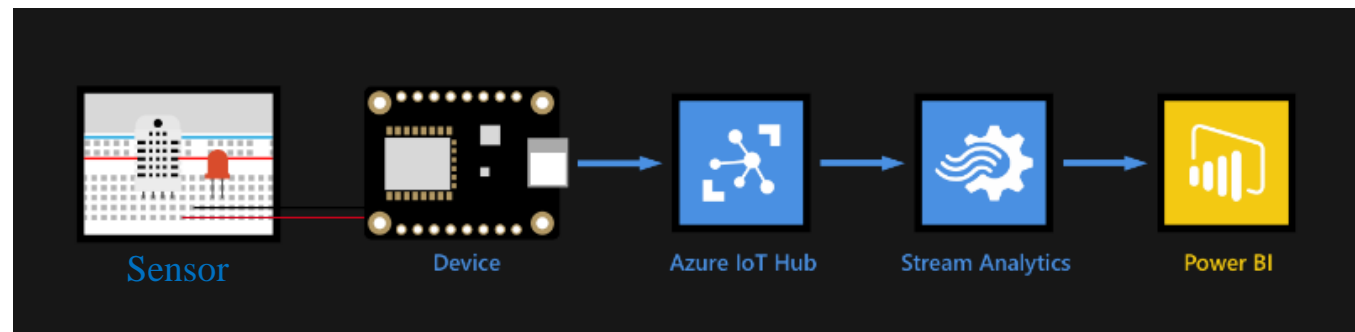 Sensor
Device
Azure IoT Hub
Stream Analytics
Power BI